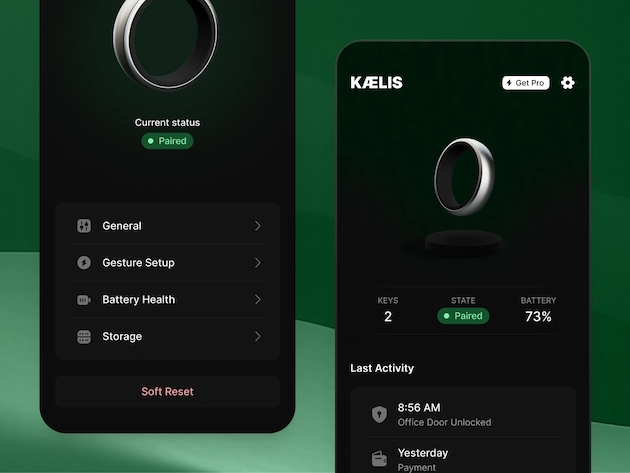 Current status
Paired
General
Gesture Setup
Battery Health
Storage
Soft Reset
KÆLIS
Get Pro
KEYS
2
STATE
Paired
BATTERY
73%
Last Activity
8:56 AM
Office Door Unlocked
Yesterday
Payment